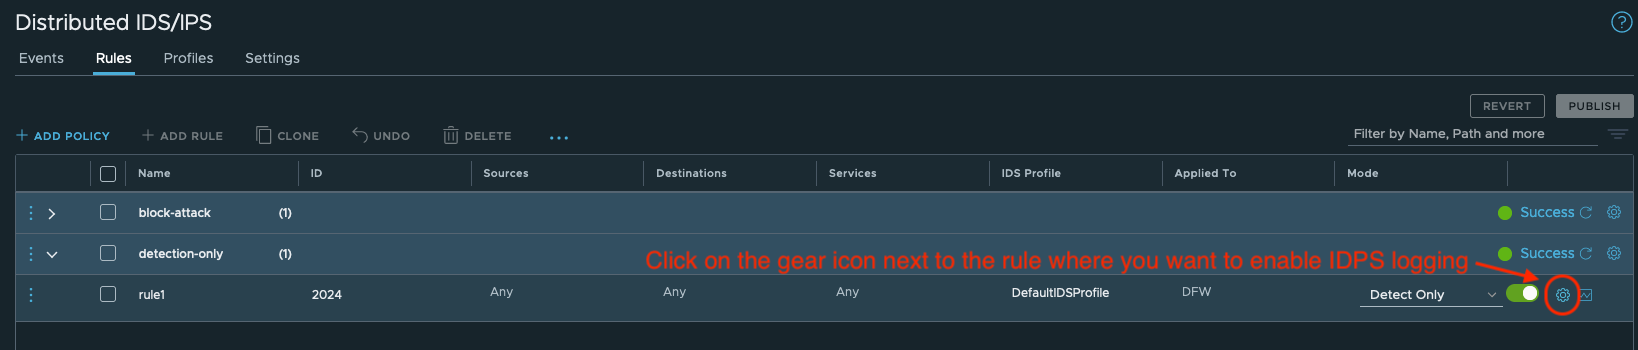 Distributed IDS/IPS
?
Events Rules Profiles Settings
REVERT PUBLISH
+ ADD POLICY + ADD RULE CLONE UNDO DELETE ...
Filter by Name, Path and more
Name ID Sources Destinations Services IDS Profile Applied To Mode
block-attack (1) Success
detection-only (1) Success
Click on the gear icon next to the rule where you want to enable IDPS logging
rule1 2024 Any Any Any DefaultIDSProfile DFW Detect Only